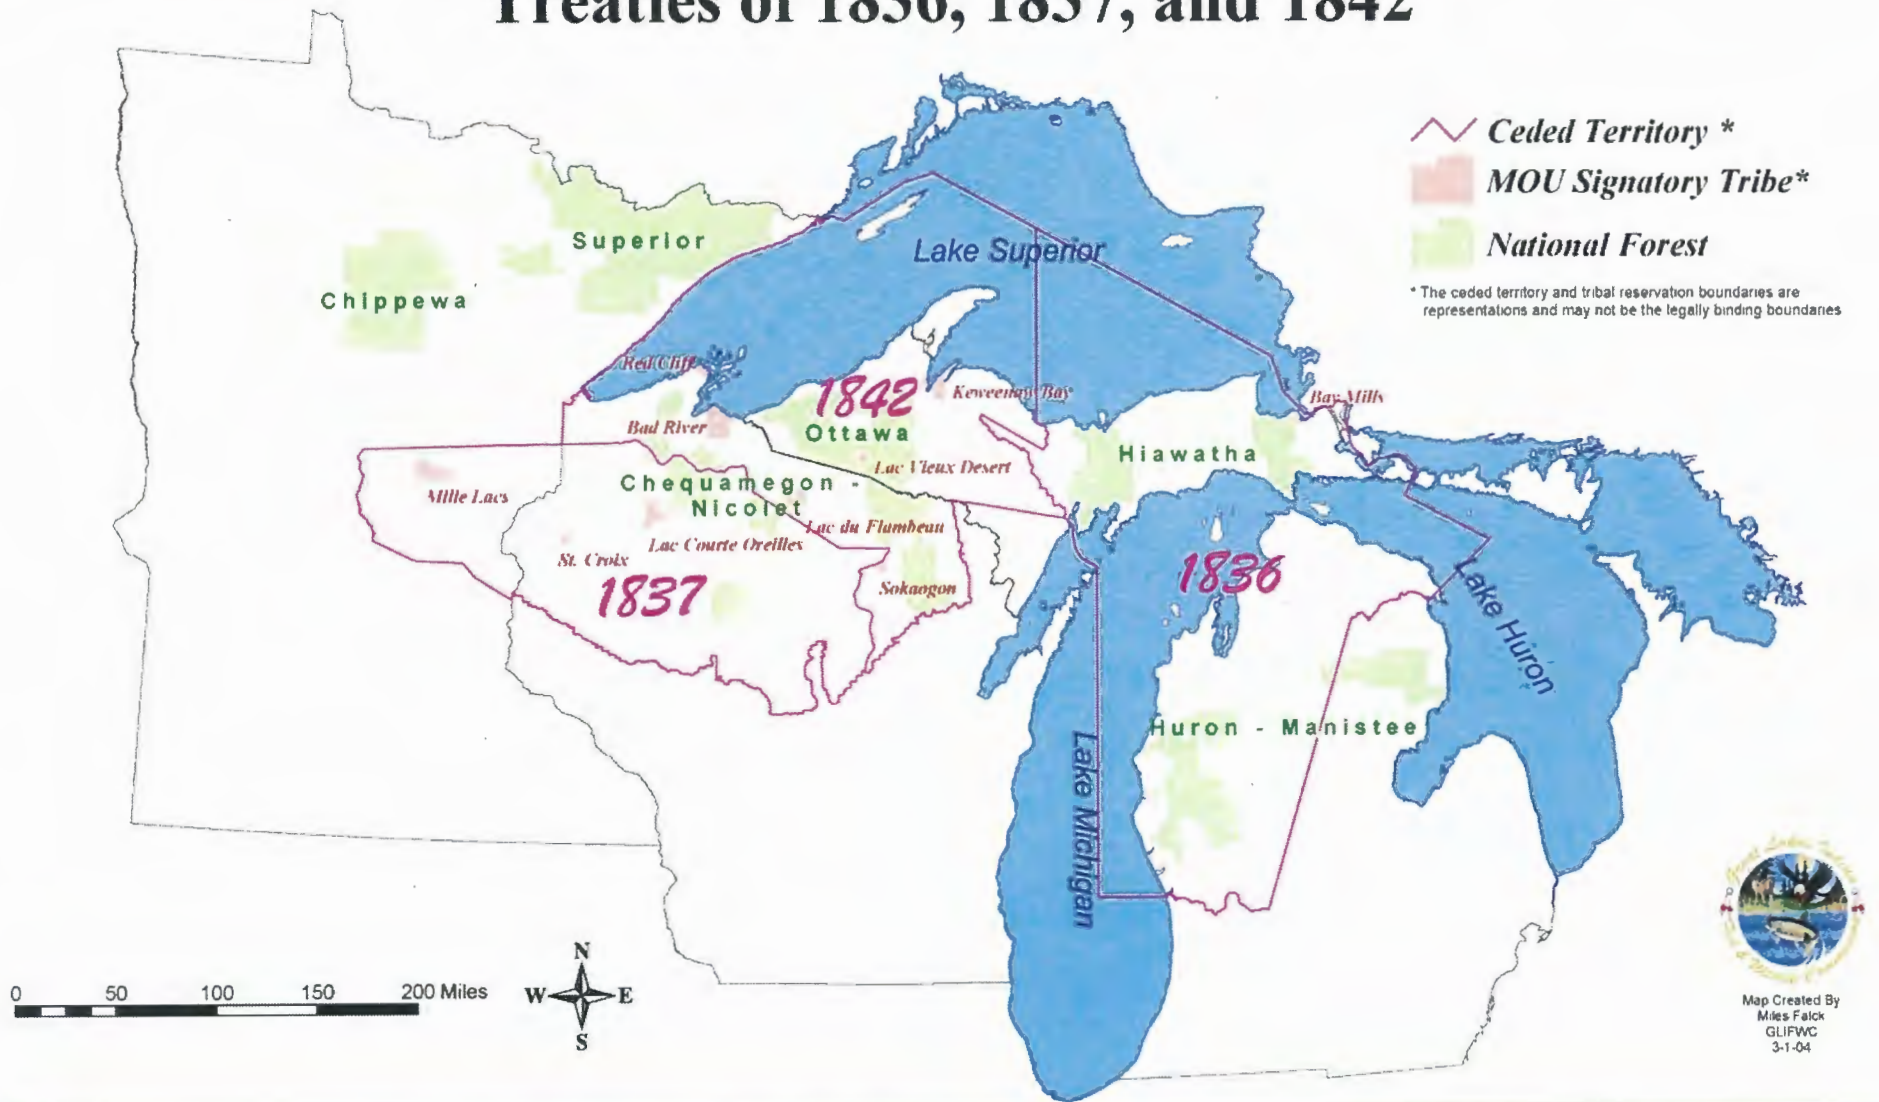 Treaties of 1836, 1837, and 1842
Ceded Territory *
MOU Signatory Tribe*
National Forest
* The ceded territory and tribal reservation boundaries are
representations and may not be the legally binding boundaries
Superior
Chippewa
Lake Superior
Red Cliff
1842
Keweenaw Bay
Bay Mills
Bad River
Ottawa
Hiawatha
Lac Vieux Desert
Chequamegon -
Nicolet
Mille Lacs
Lac du Flambeau
Lac Courte Oreilles
St. Croix
1837
Sokaogon
1836
Lake Huron
Huron - Manistee
Lake Michigan
0 50 100 150 200 Miles
N
W E
S
Map Created By
Miles Falck
GLIFWC
3-1-04